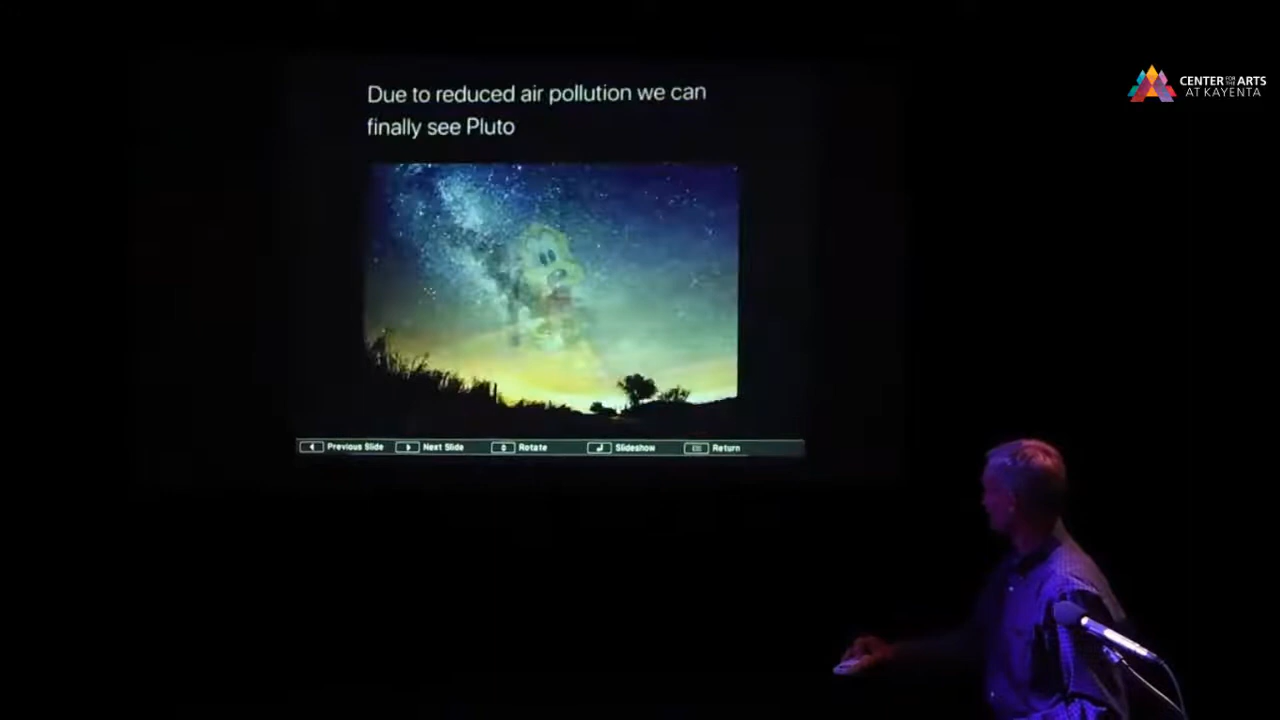 Due to reduced air pollution we can
finally see Pluto
CENTER FOR THE ARTS
AT KAYENTA
Previous Slide Next Slide Rotate Slideshow Return